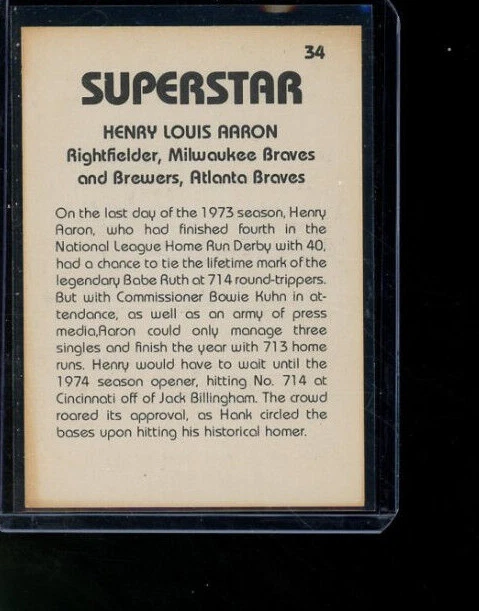 34
SUPERSTAR
HENRY LOUIS AARON
Rightfielder, Milwaukee Braves
and Brewers, Atlanta Braves
On the last day of the 1973 season, Henry
Aaron, who had finished fourth in the
National League Home Run Derby with 40,
had a chance to tie the lifetime mark of the
legendary Babe Ruth at 714 round-trippers.
But with Commissioner Bowie Kuhn in at-
tendance, as well as an army of press
media,Aaron could only manage three
singles and finish the year with 713 home
runs. Henry would have to wait until the
1974 season opener, hitting No. 714 at
Cincinnati off of Jack Billingham. The crowd
roared its approval, as Hank circled the
bases upon hitting his historical homer.